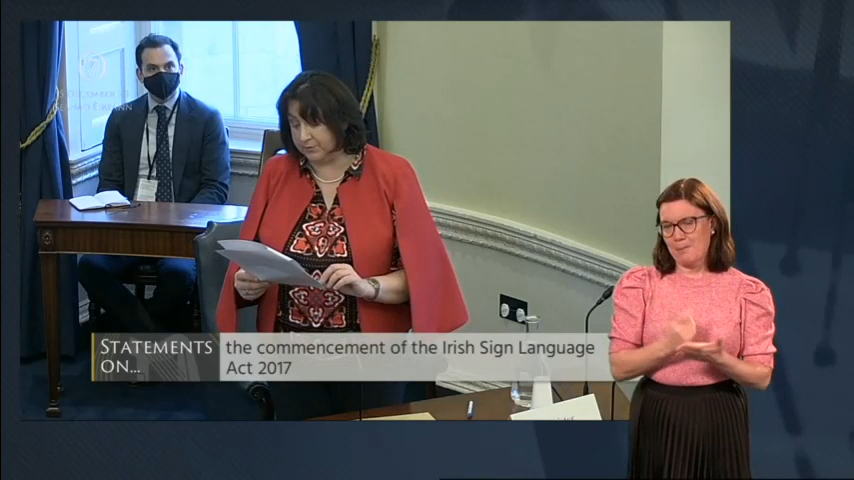 STATEMENTS
ON...
the commencement of the Irish Sign Language
Act 2017